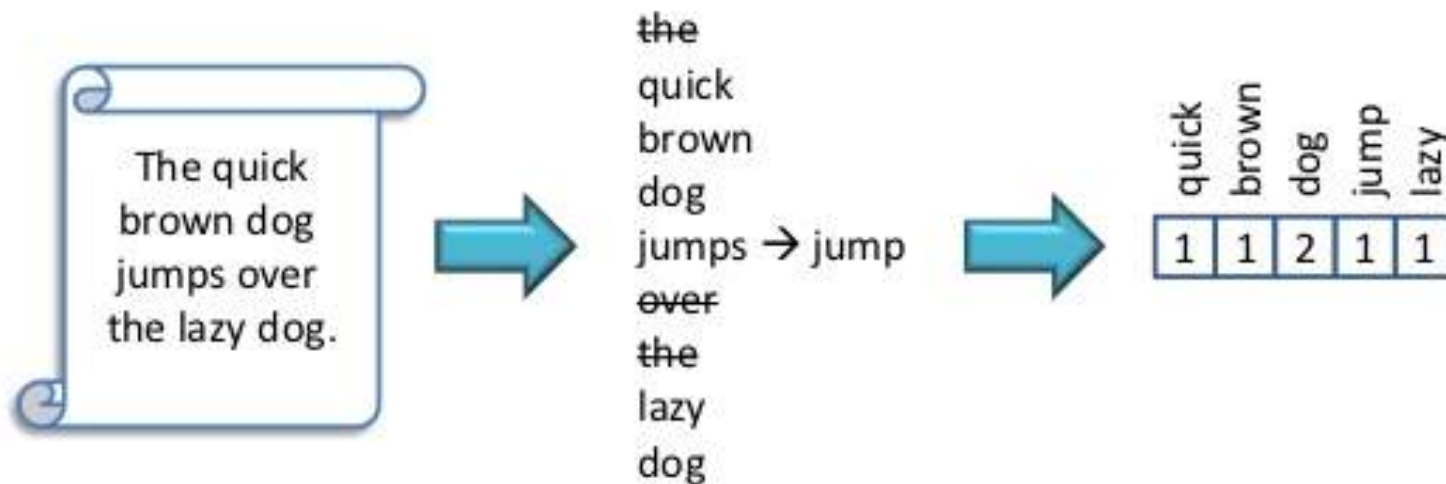 The quick
brown dog
jumps over
the lazy dog.
the
quick
brown
dog
jumps → jump
over
the
lazy
dog
quick brown dog jump lazy
1 1 2 1 1